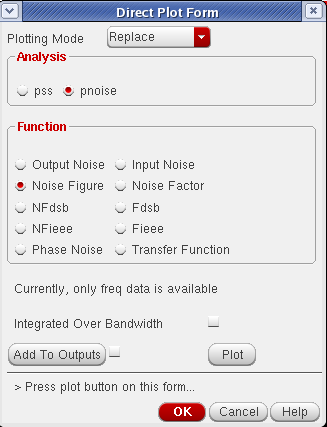 Direct Plot Form
Plotting Mode Replace
Analysis
pss pnoise
Function
Output Noise Input Noise
Noise Figure Noise Factor
NFdsb Fdsb
NFieee Fieee
Phase Noise Transfer Function
Currently, only freq data is available
Integrated Over Bandwidth
Add To Outputs Plot
> Press plot button on this form...
OK Cancel Help